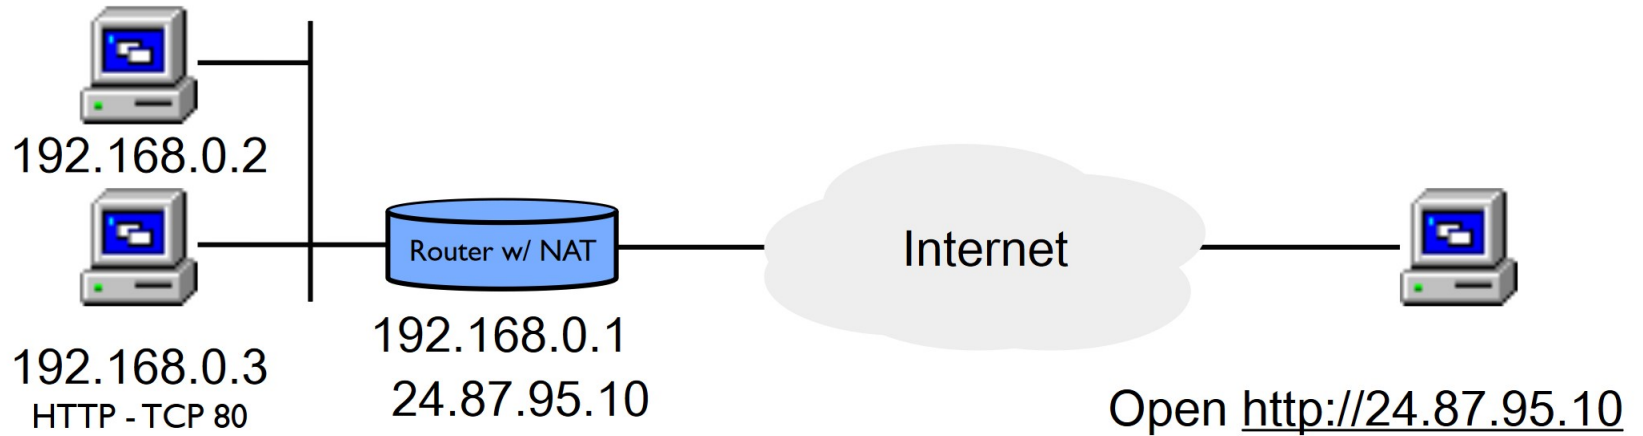 192.168.0.2
192.168.0.3
HTTP - TCP 80
Router w/ NAT
192.168.0.1
24.87.95.10
Internet
Open http://24.87.95.10